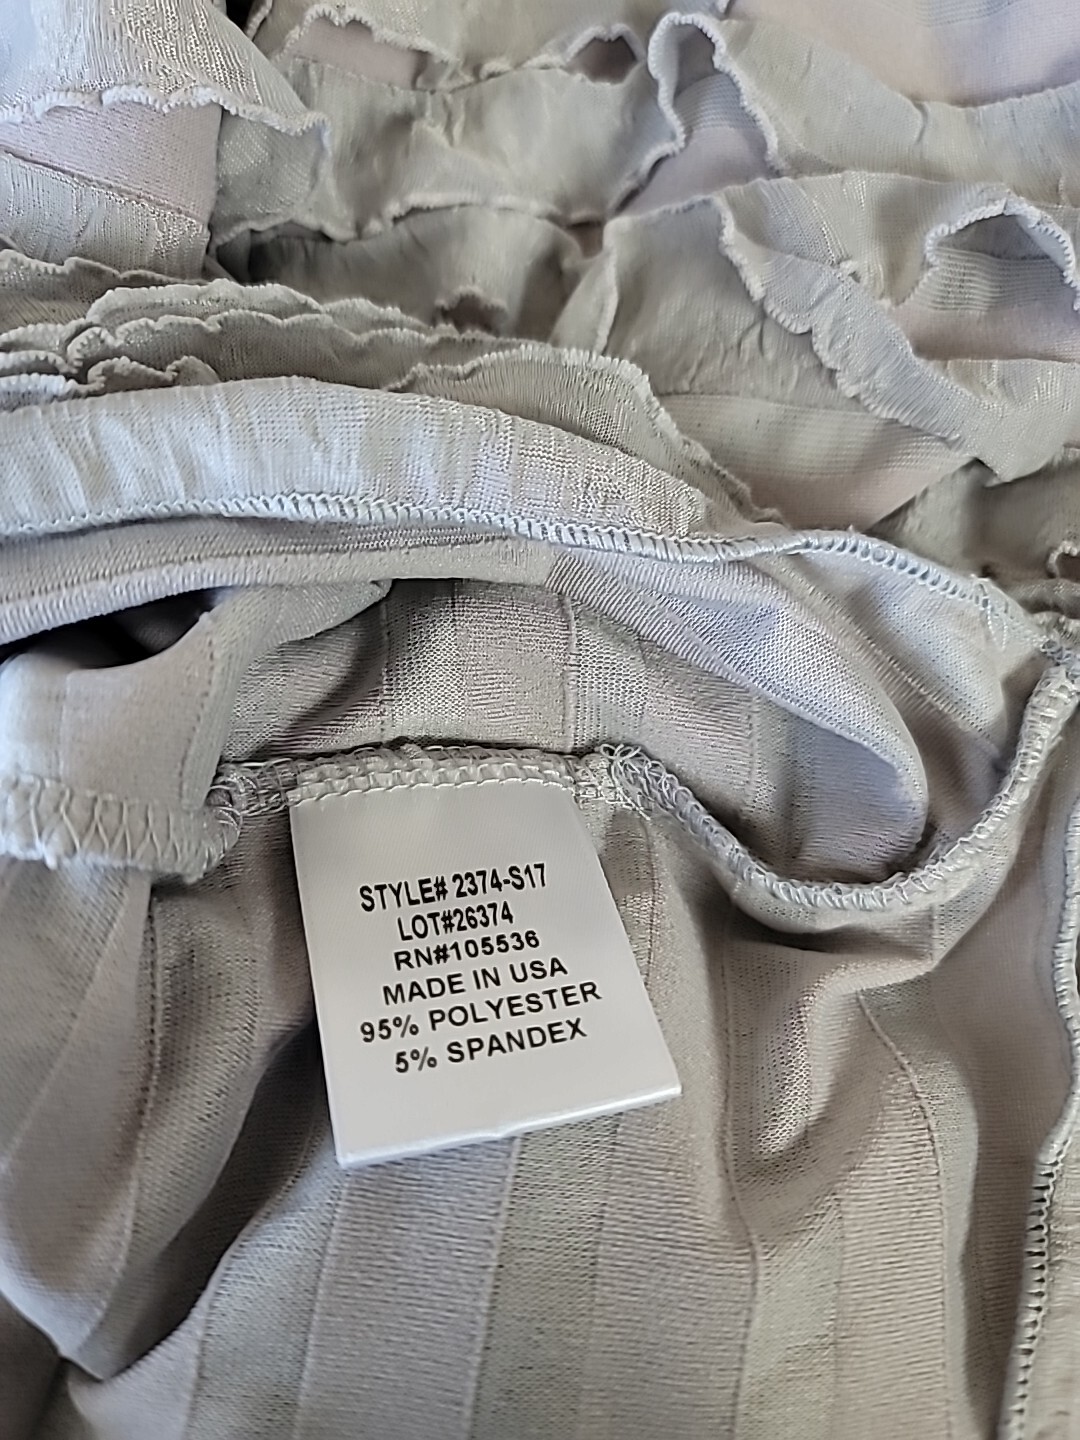 STYLE# 2374-S17
LOT#26374
RN#105536
MADE IN USA
95% POLYESTER
5% SPANDEX